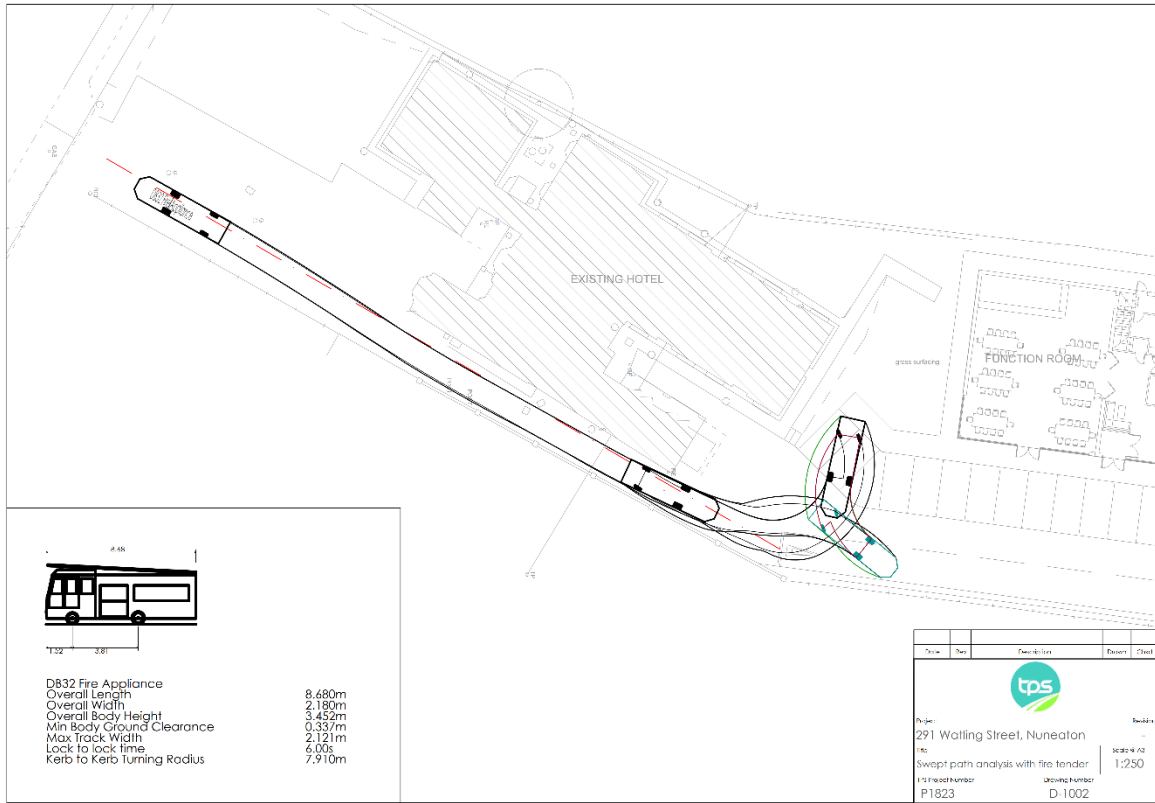 EXISTING HOTEL
grass surfacing
FUNCTION ROOM
8.68
1.52
3.81
DB32 Fire Appliance
Overall Length 8.680m
Overall Width 2.180m
Overall Body Height 3.452m
Min Body Ground Clearance 0.337m
Max Track Width 2.121m
Lock to lock time 6.00s
Kerb to Kerb Turning Radius 7.910m
Date Rev Description Drawn Chkd
tps
Project Revision
291 Watling Street, Nuneaton -
Title Scale @ A3
Swept path analysis with fire tender 1:250
TPS Project Number Drawing Number
P1823 D-1002